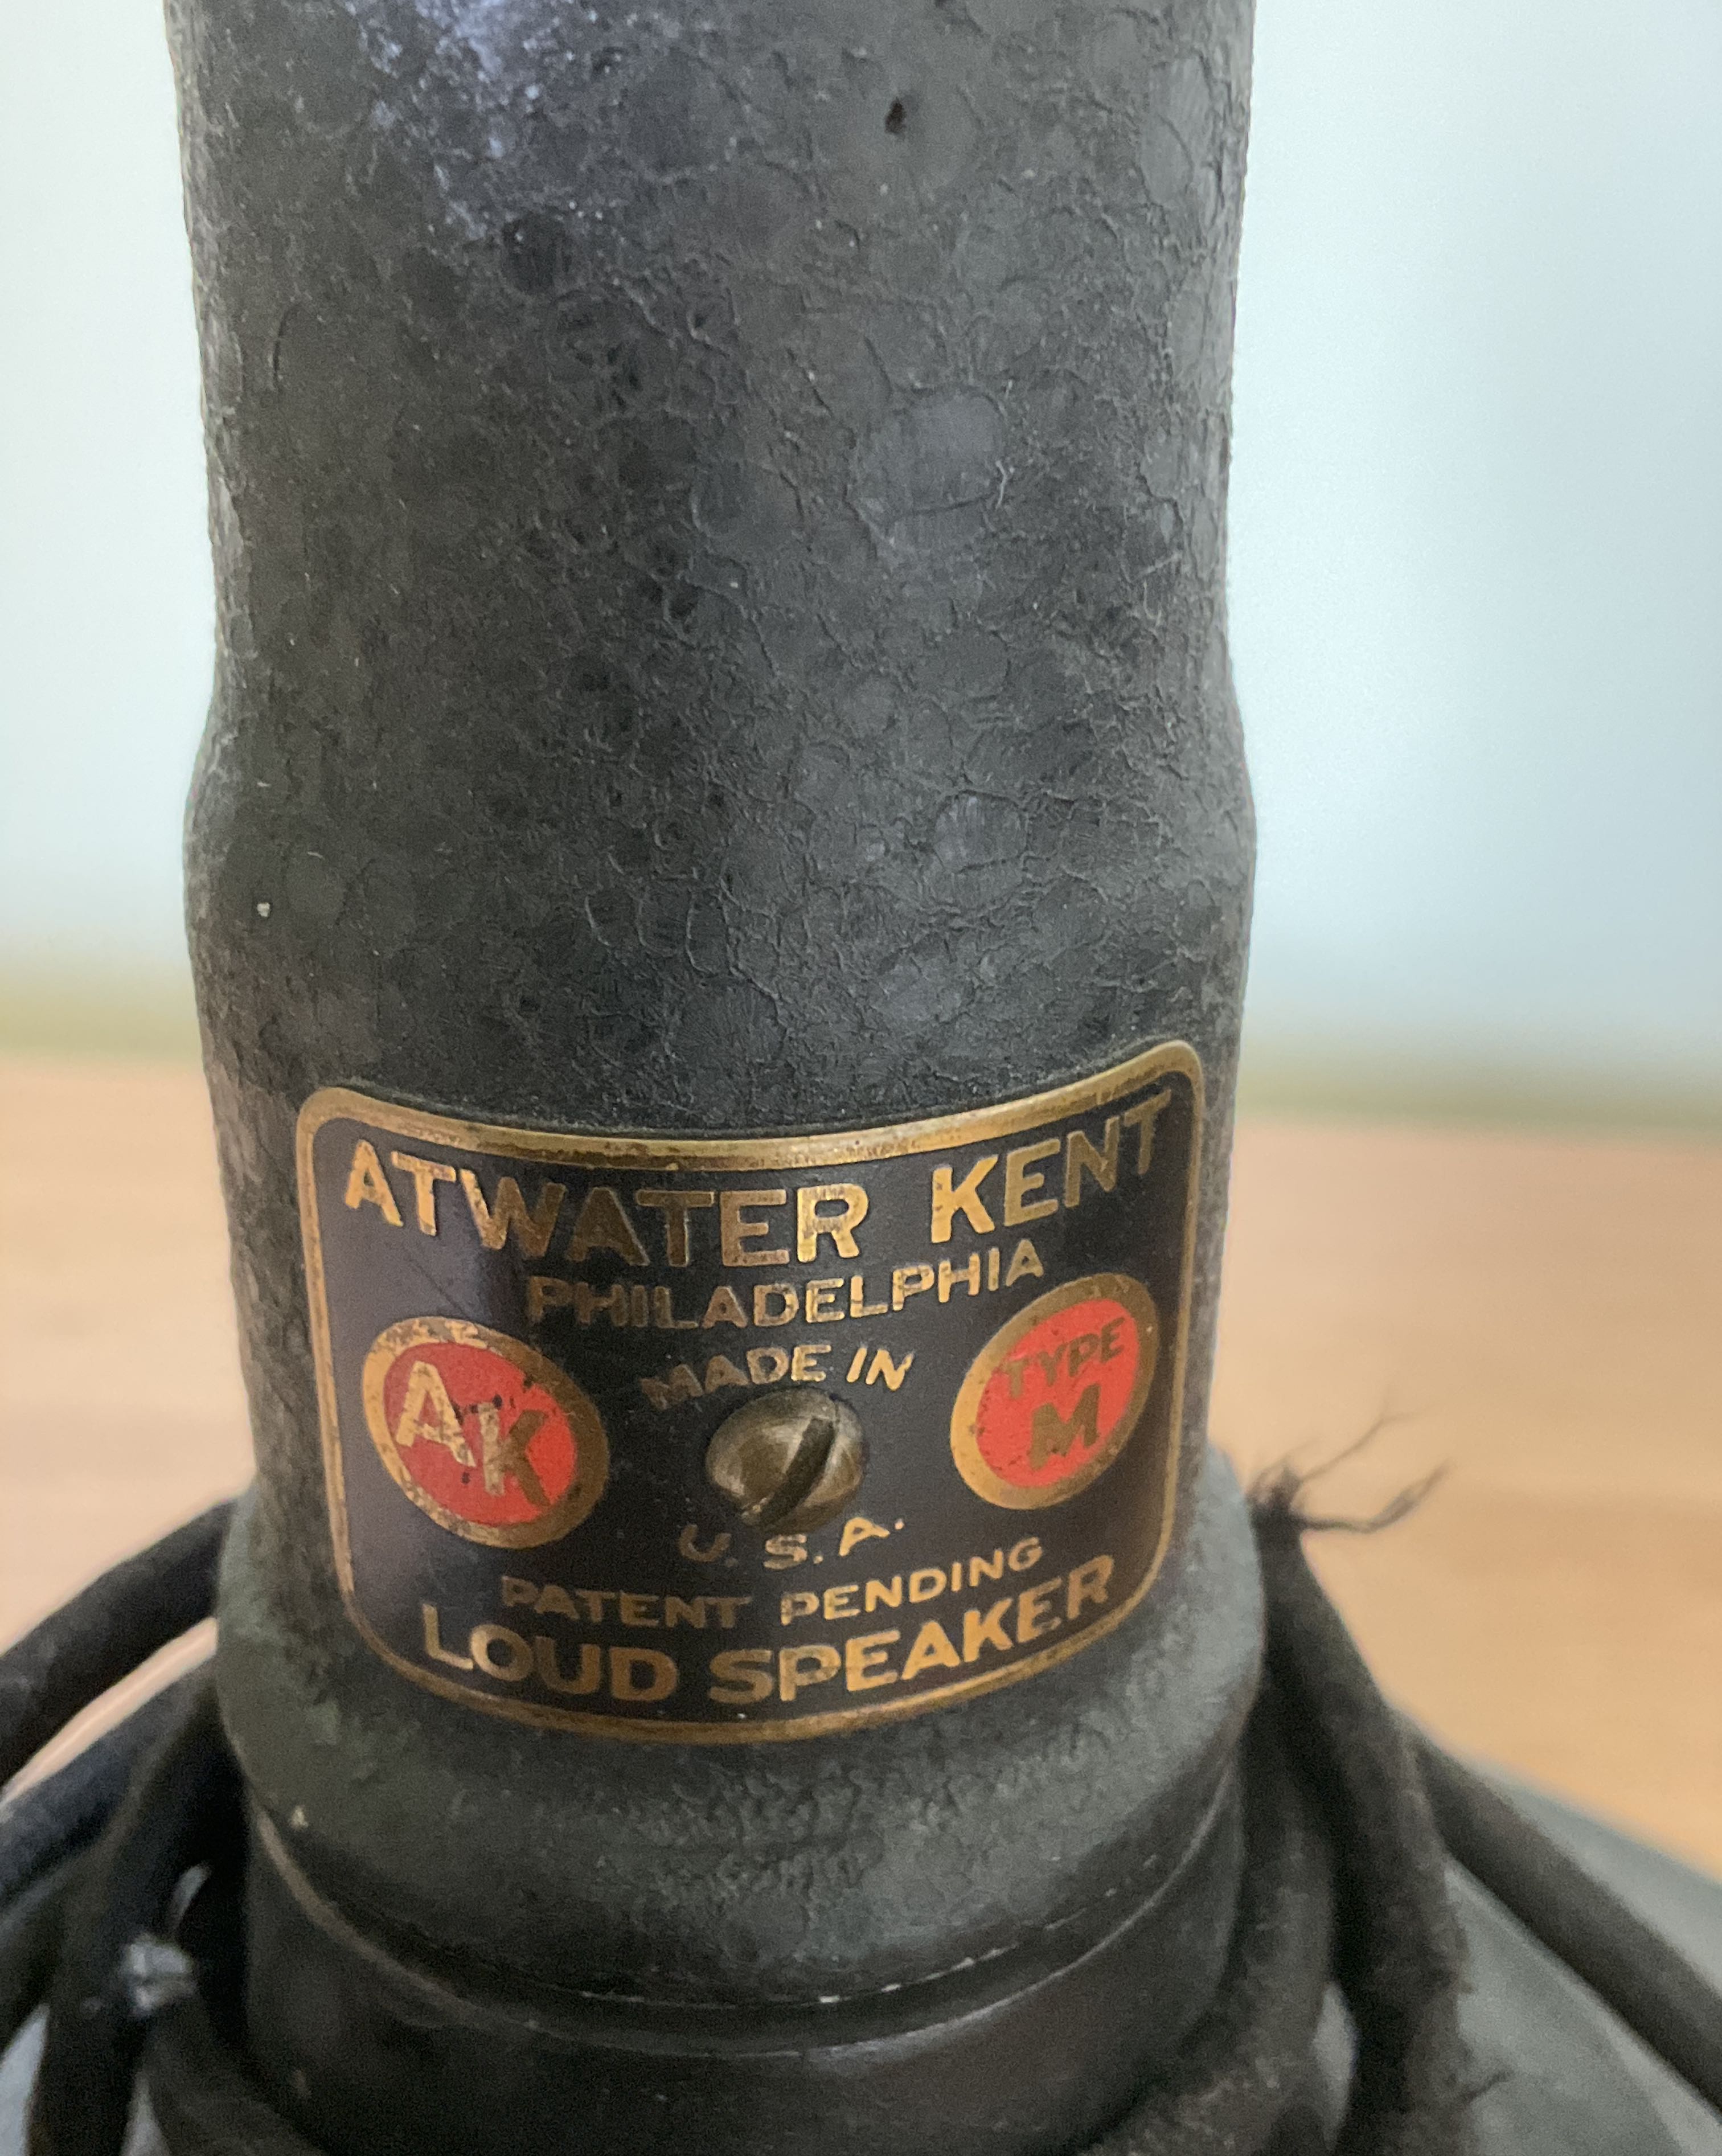 ATWATER KENT
PHILADELPHIA
MADE IN
AK
TYPE
M
U.S.A.
PATENT PENDING
LOUD SPEAKER